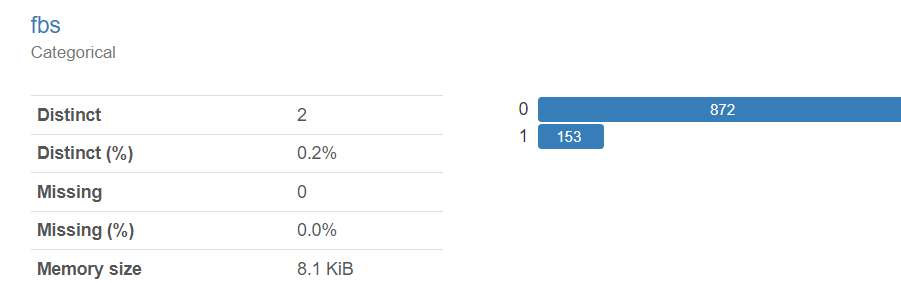 fbs
Categorical
Distinct 2
Distinct (%) 0.2%
Missing 0
Missing (%) 0.0%
Memory size 8.1 KiB
0 872
1 153